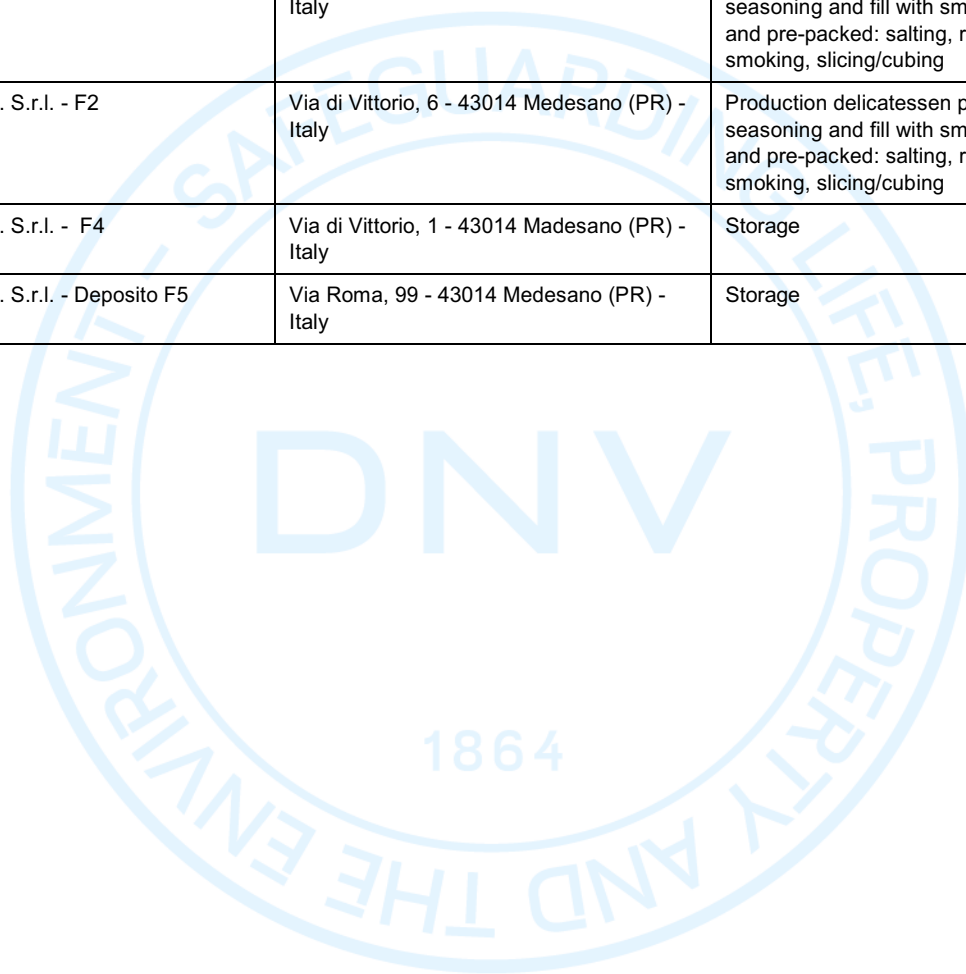 Italy
seasoning and fill with
and pre-packed: salting,
smoking, slicing/cubing
. S.r.l. - F2
Via di Vittorio, 6 - 43014 Medesano (PR) -
Italy
Production delicatessen
seasoning and fill with
and pre-packed: salting,
smoking, slicing/cubing
. S.r.l. -  F4
Via di Vittorio, 1 - 43014 Madesano (PR) -
Italy
Storage
. S.r.l. - Deposito F5
Via Roma, 99 - 43014 Medesano (PR) -
Italy
Storage
SAFEGUARDING LIFE, PROPERTY AND THE ENVIRONMENT -
DNV
1864